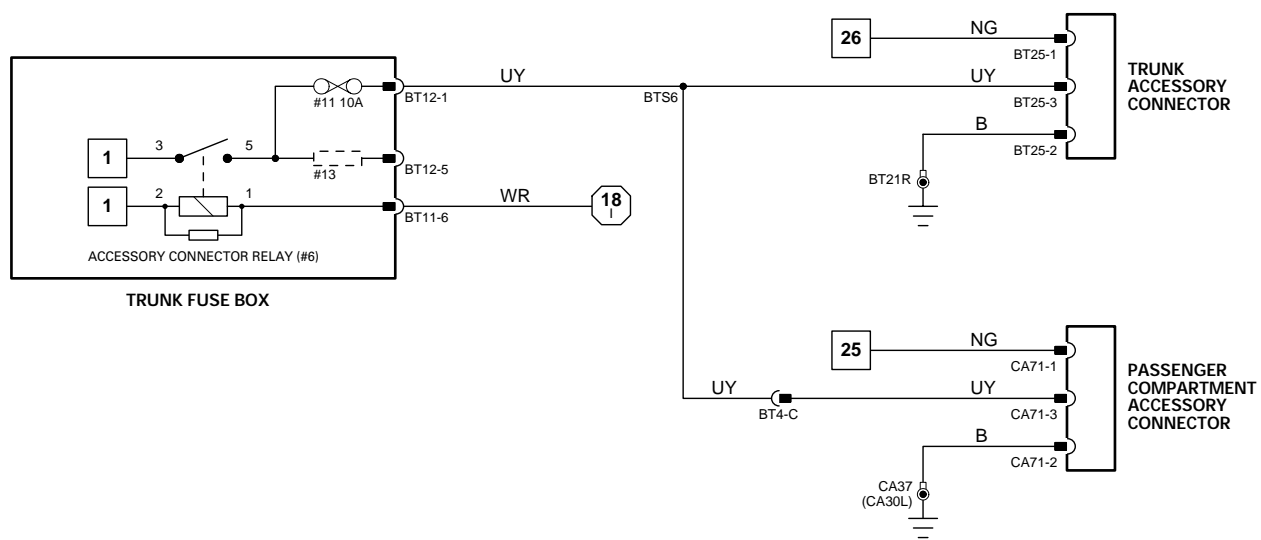 26
NG
BT25-1
UY
BTS6
UY
BT25-3
TRUNK
ACCESSORY
CONNECTOR
B
BT25-2
BT21R
#11 10A
BT12-1
1
3
5
#13
BT12-5
1
2
1
BT11-6
WR
18
I
ACCESSORY CONNECTOR RELAY (#6)
TRUNK FUSE BOX
25
NG
CA71-1
UY
BT4-C
UY
CA71-3
PASSENGER
COMPARTMENT
ACCESSORY
CONNECTOR
B
CA71-2
CA37
(CA30L)